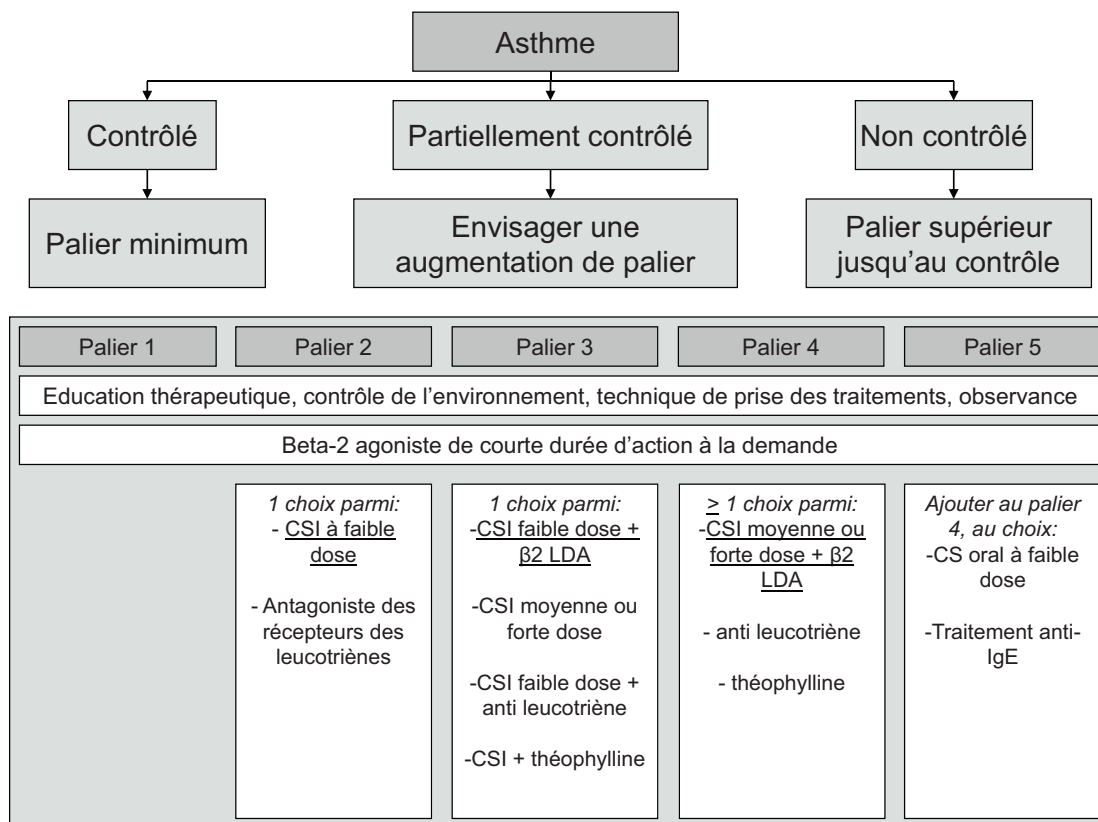 Asthme
Contrôlé
Partiellement contrôlé
Non contrôlé
Palier minimum
Envisager une
augmentation de palier
Palier supérieur
jusqu’au contrôle
Palier 1
Palier 2
Palier 3
Palier 4
Palier 5
Education thérapeutique, contrôle de l’environnement, technique de prise des traitements, observance
Beta-2 agoniste de courte durée d’action à la demande
1 choix parmi:
- CSI à faible
dose
- Antagoniste des
récepteurs des
leucotriènes
1 choix parmi:
-CSI faible dose +
β2 LDA
-CSI moyenne ou
forte dose
-CSI faible dose +
anti leucotriène
-CSI + théophylline
≥ 1 choix parmi:
-CSI moyenne ou
forte dose + β2
LDA
- anti leucotriène
- théophylline
Ajouter au palier
4, au choix:
-CS oral à faible
dose
-Traitement anti-
IgE